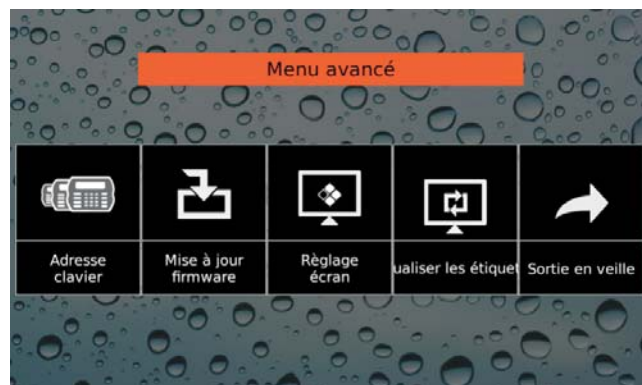 Menu avancé
Adresse
clavier
Mise à jour
firmware
Règlage
écran
ualiser les étiquet
Sortie en veille